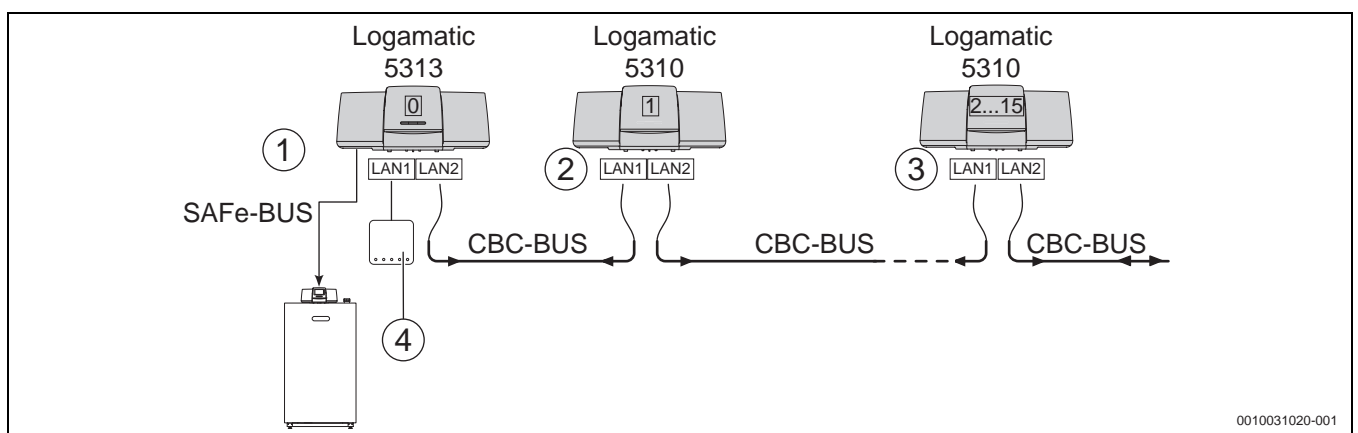 Logamatic
5313
Logamatic
5310
Logamatic
5310
0
1
2...15
1
LAN1 LAN2
2
LAN1 LAN2
3
LAN1 LAN2
SAFe-BUS
CBC-BUS
CBC-BUS
CBC-BUS
4
0010031020-001